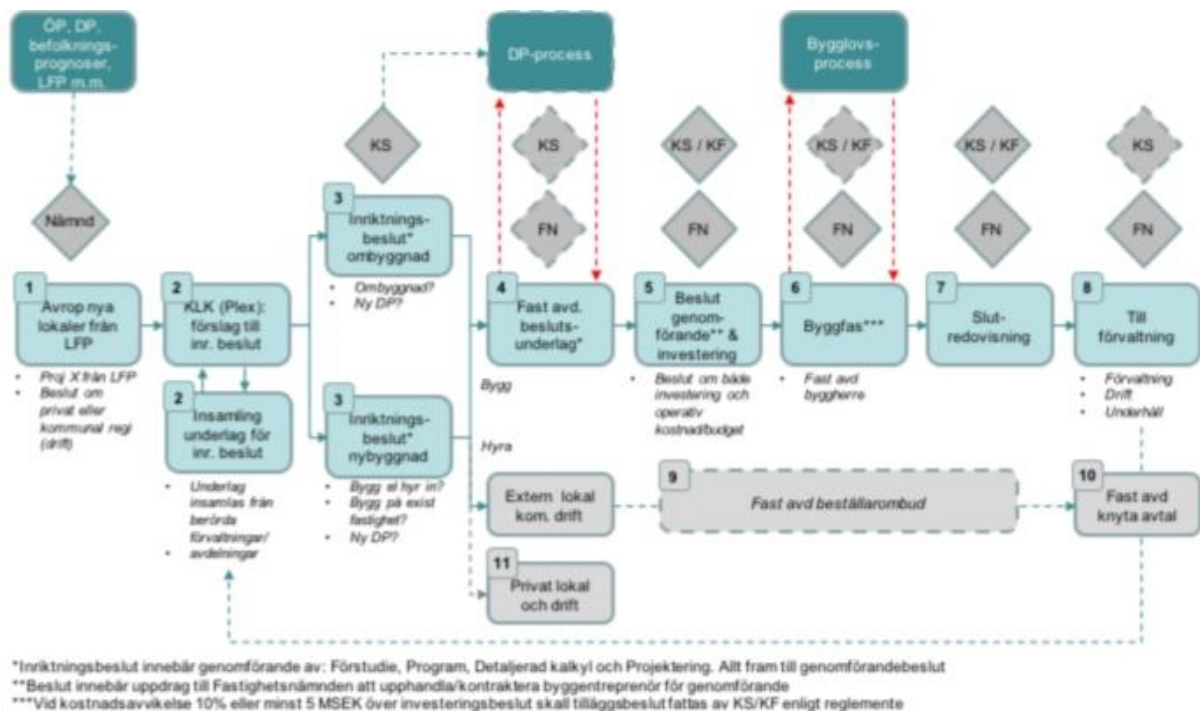 ÖP, DP,
befolknings-
prognoser,
LFP m.m.
DP-process
Bygglovs-
process
KS
KS
KS / KF
KS / KF
KS / KF
KS
Nämnd
FN
FN
FN
FN
FN
3
Inriktnings-
beslut*
ombyggnad
• Ombyggnad?
• Ny DP?
1
Avrop nya
lokaler från
LFP
• Proj X från LFP
• Beslut om
privat eller
kommunal regi
(drift)
2
KLK (Plex):
förslag till
inr. beslut
2
Insamling
underlag för
inr. beslut
• Underlag
insamlas från
berörda
förvaltningar/
• avdelningar
3
Inriktnings-
beslut*
nybyggnad
• Bygg el hyr in?
• Bygg på exist
fastighet?
• Ny DP?
4
Fast avd.
besluts-
underlag*
Bygg
Hyra
5
Beslut
genom-
förande** &
investering
• Beslut om både
investering och
operativ
kostnad/budget
6
Byggfas***
• Fast avd
byggherre
7
Slut-
redovisning
8
Till
förvaltning
• Förvaltning
• Drift
• Underhåll
Extern lokal
kom. drift
9
Fast avd beställarombud
10
Fast avd
knyta avtal
11
Privat lokal
och drift
*Inriktningsbeslut innebär genomförande av: Förstudie, Program, Detaljerad kalkyl och Projektering. Allt fram till genomförandebeslut
**Beslut innebär uppdrag till Fastighetsnämnden att upphandla/kontraktera byggentreprenör för genomförande
***Vid kostnadsavvikelse 10% eller minst 5 MSEK över investeringsbeslut skall tilläggsbeslut fattas av KS/KF enligt reglemente